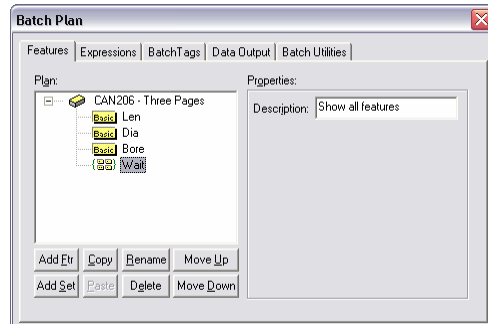 Batch Plan
Features Expressions BatchTags Data Output Batch Utilities
Plan:
CAN206 - Three Pages
Basic Len
Basic Dia
Basic Bore
Wait
Add Ftr Copy Rename Move Up
Add Set Paste Delete Move Down
Properties:
Description: Show all features